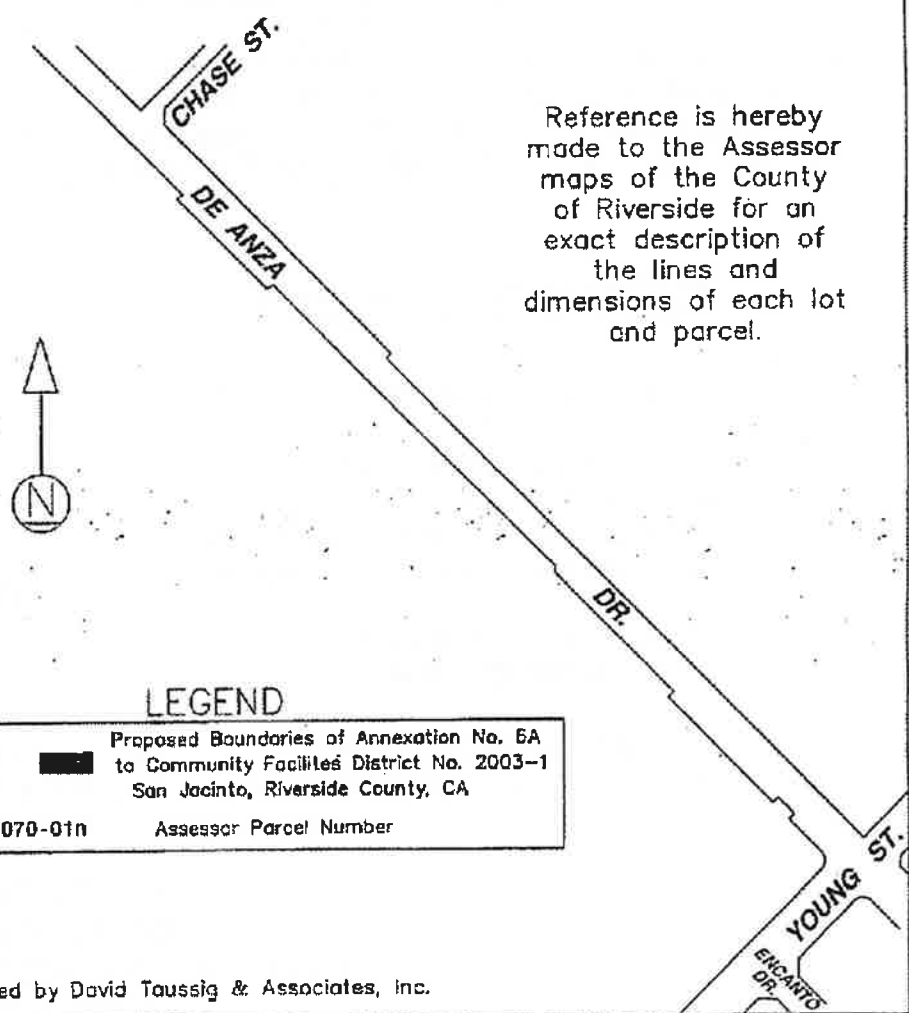 CHASE ST.
Reference is hereby
made to the Assessor
maps of the County
of Riverside for an
exact description of
the lines and
dimensions of each lot
and parcel.
DE ANZA
N
DR.
LEGEND
Proposed Boundaries of Annexation No. 6A
to Community Facilites District No. 2003-1
San Jacinto, Riverside County, CA
070-01n Assessor Parcel Number
YOUNG ST.
ENCANTO
DR.
ed by David Taussig & Associates, Inc.